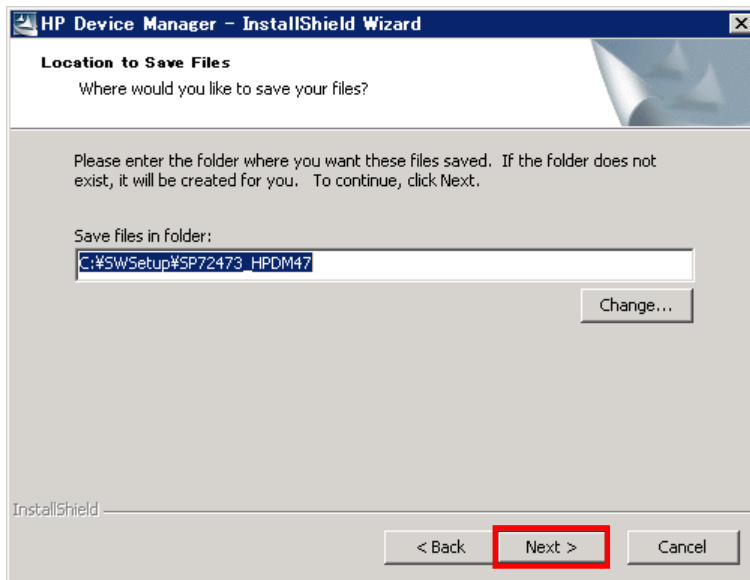 HP Device Manager - InstallShield Wizard
Location to Save Files
Where would you like to save your files?
Please enter the folder where you want these files saved. If the folder does not
exist, it will be created for you. To continue, click Next.
Save files in folder:
C:¥SWSetup¥SP72473_HPDM47
Change...
InstallShield
< Back Next > Cancel